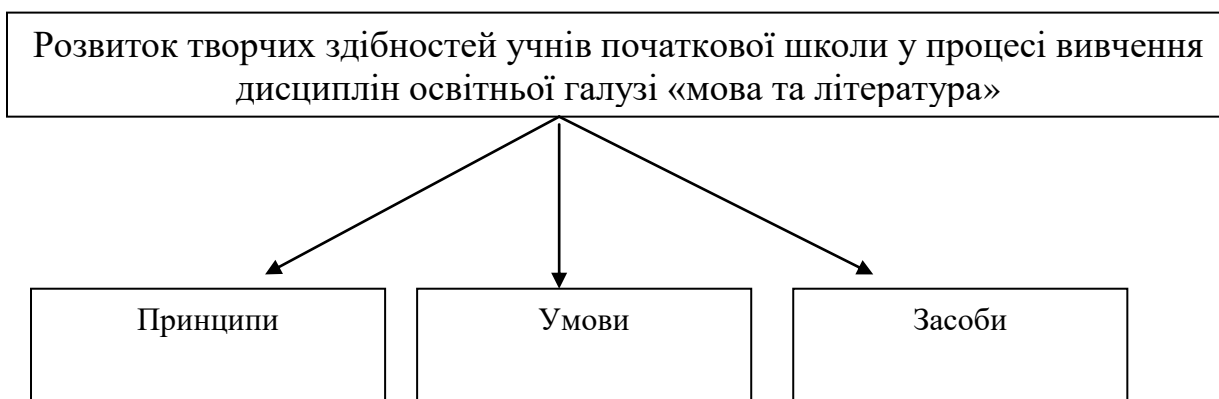 Розвиток творчих здібностей учнів початкової школи у процесі вивчення
дисциплін освітньої галузі «мова та література»
Принципи
Умови
Засоби